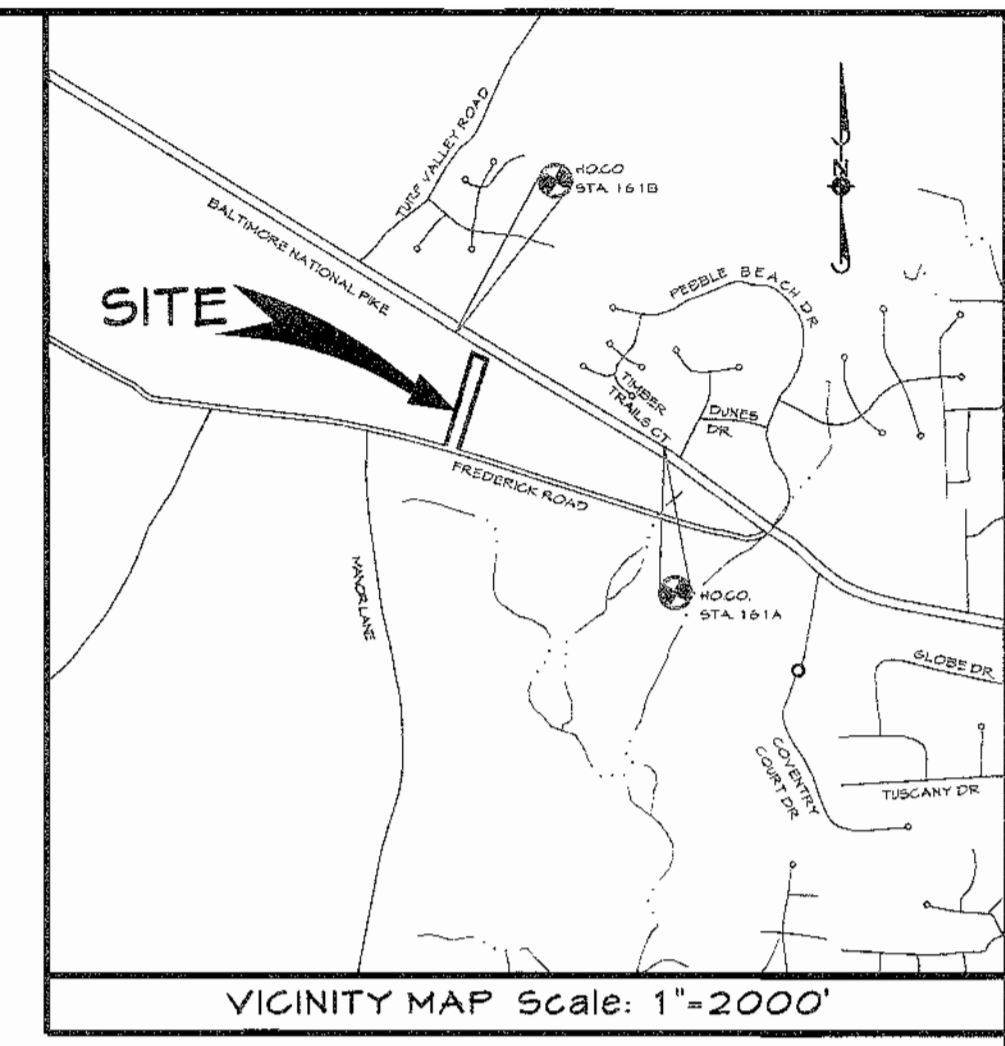 TURF VALLEY ROAD
HO.CO
STA. 161B
N
BALTIMORE NATIONAL PIKE
SITE
PEBBLE BEACH DR
TIMBER
TRAILS CT
DUNES
DR
FREDERICK ROAD
MANOR LANE
HO.CO.
STA. 161A
GLOBE DR
COVENTRY
COURT DR
TUSCANY DR
VICINITY MAP Scale: 1"=2000'